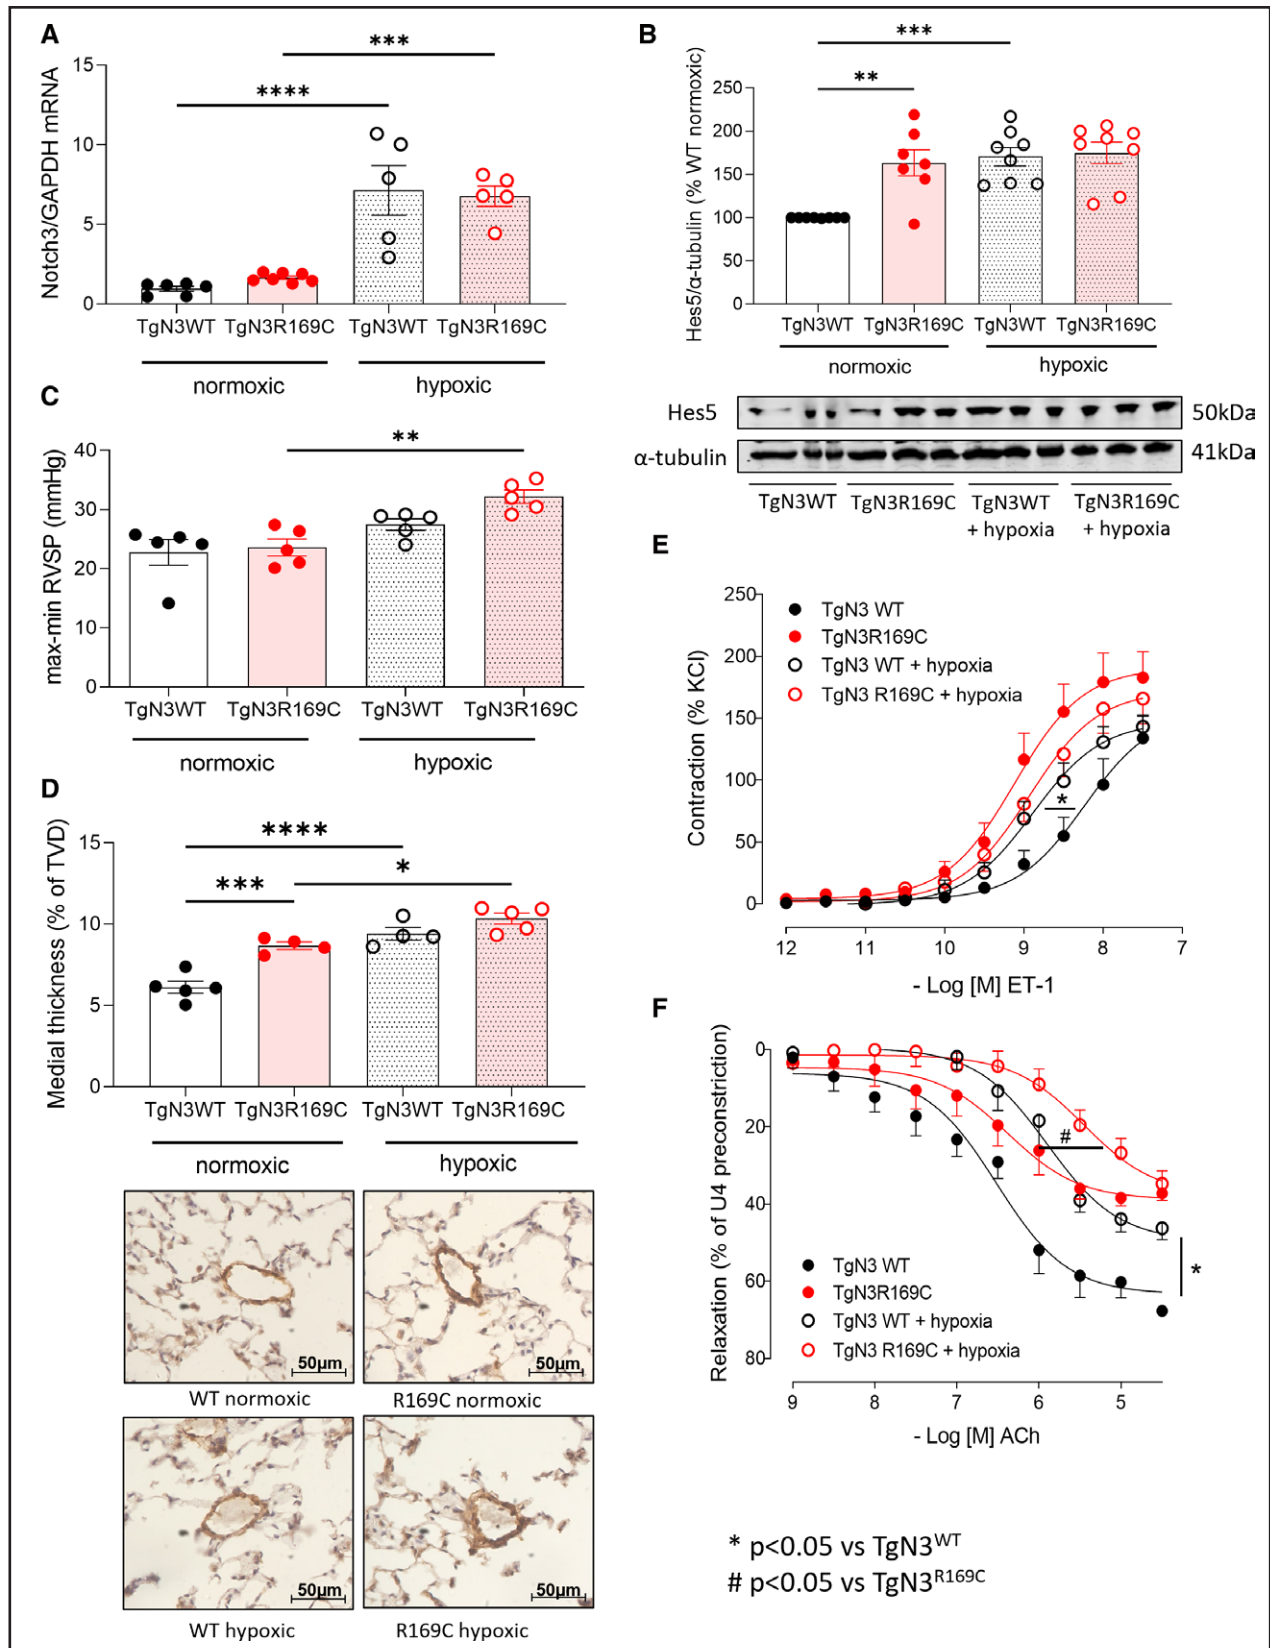 A
***
****
Notch3/GAPDH mRNA
15
10
5
0
TgN3WT TgN3R169C TgN3WT TgN3R169C
normoxic hypoxic
B
***
**
Hes5/α-tubulin (% WT normoxic)
250
200
150
100
50
0
TgN3WT TgN3R169C TgN3WT TgN3R169C
normoxic hypoxic
Hes5 50kDa
α-tubulin 41kDa
TgN3WT TgN3R169C TgN3WT TgN3R169C
+ hypoxia + hypoxia
C
**
max-min RVSP (mmHg)
40
30
20
10
0
TgN3WT TgN3R169C TgN3WT TgN3R169C
normoxic hypoxic
D
****
*
***
Medial thickness (% of TVD)
15
10
5
0
TgN3WT TgN3R169C TgN3WT TgN3R169C
normoxic hypoxic
50µm 50µm
WT normoxic R169C normoxic
50µm 50µm
WT hypoxic R169C hypoxic
E
Contraction (% KCl)
250
200
150
100
50
0
TgN3 WT
TgN3R169C
TgN3 WT + hypoxia
TgN3 R169C + hypoxia
*
12 11 10 9 8 7
- Log [M] ET-1
F
Relaxation (% of U4 preconstriction)
0
20
40
60
80
#
*
TgN3 WT
TgN3R169C
TgN3 WT + hypoxia
TgN3 R169C + hypoxia
9 8 7 6 5
- Log [M] ACh
* p<0.05 vs TgN3WT
# p<0.05 vs TgN3R169C